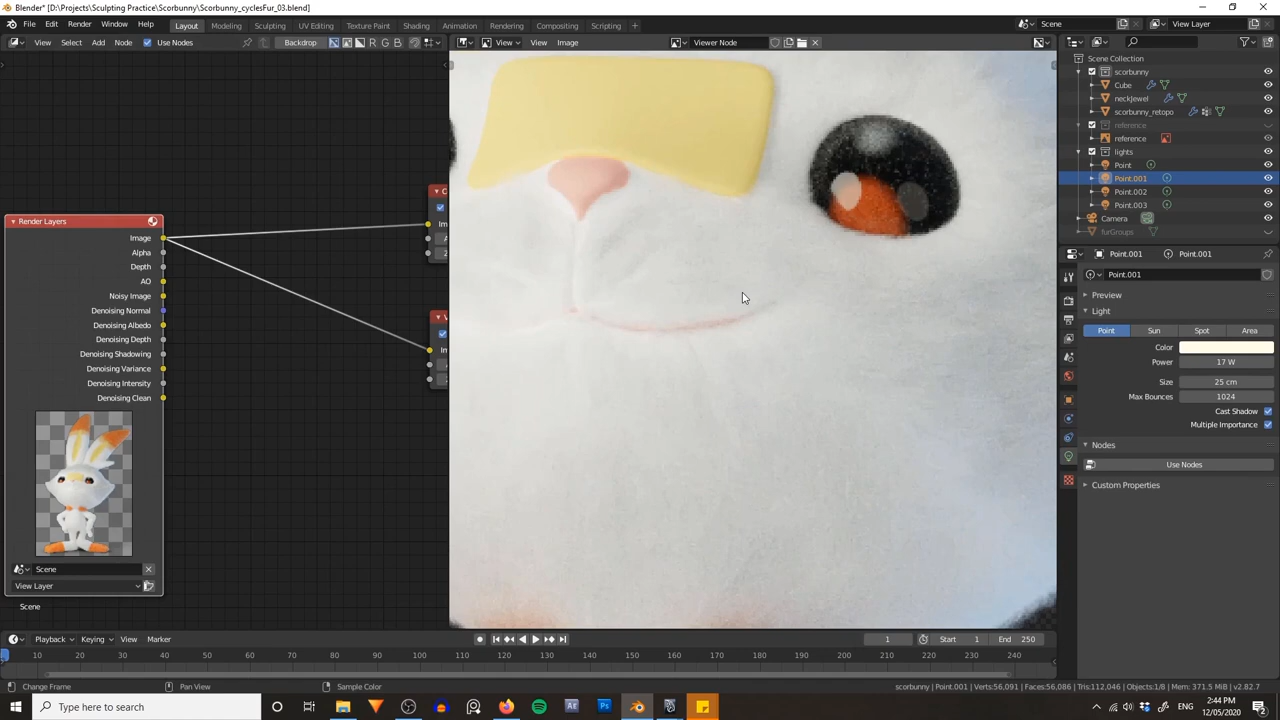 Blender* [D:\Projects\Sculpting Practice\Scorbunny\Scorbunny_cyclesFur_03.blend]
File Edit Render Window Help Layout Modeling Sculpting UV Editing Texture Paint Shading Animation Rendering Compositing Scripting + Scene View Layer
View Select Add Node Use Nodes Backdrop R G B View View Image Viewer Node
Scene Collection
scorbunny
Cube
neckJewel
scorbunny_retopo
reference
reference
lights
Point
Point.001
Point.002
Point.003
Camera
furGroups
Point.001 Point.001
Point.001
Preview
Light
Point Sun Spot Area
Color
Power 17 W
Size 25 cm
Max Bounces 1024
Cast Shadow
Multiple Importance
Nodes
Use Nodes
Custom Properties
Render Layers
Image
Alpha
Depth
AO
Noisy Image
Denoising Normal
Denoising Albedo
Denoising Depth
Denoising Shadowing
Denoising Variance
Denoising Intensity
Denoising Clean
Scene
View Layer
Scene
C
Im
A
2
V
Im
Playback Keying View Marker 1 Start 1 End 250
10 20 30 40 50 60 70 80 90 100 110 120 130 140 150 160 170 180 190 200 210 220 230 240
Change Frame Pan View Sample Color scorbunny | Point.001 | Verts:56,091 | Faces:56,086 | Tris:112,046 | Objects:1/8 | Mem: 371.5 MiB | v2.82.7
Type here to search Ae Ps ENG 2:44 PM
12/05/2020